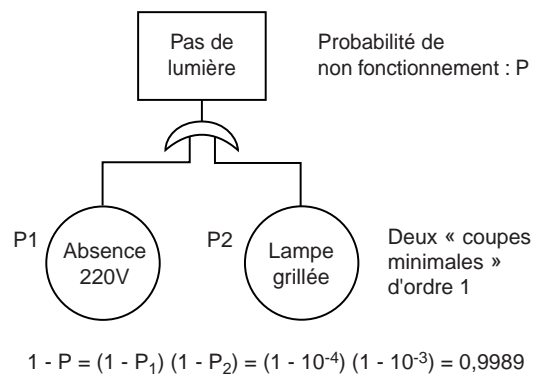 Pas de
lumière
Probabilité de
non fonctionnement : P
P1
Absence
220V
P2
Lampe
grillée
Deux « coupes
minimales »
d'ordre 1
1 - P = (1 - P₁) (1 - P₂) = (1 - 10⁻⁴) (1 - 10⁻³) = 0,9989